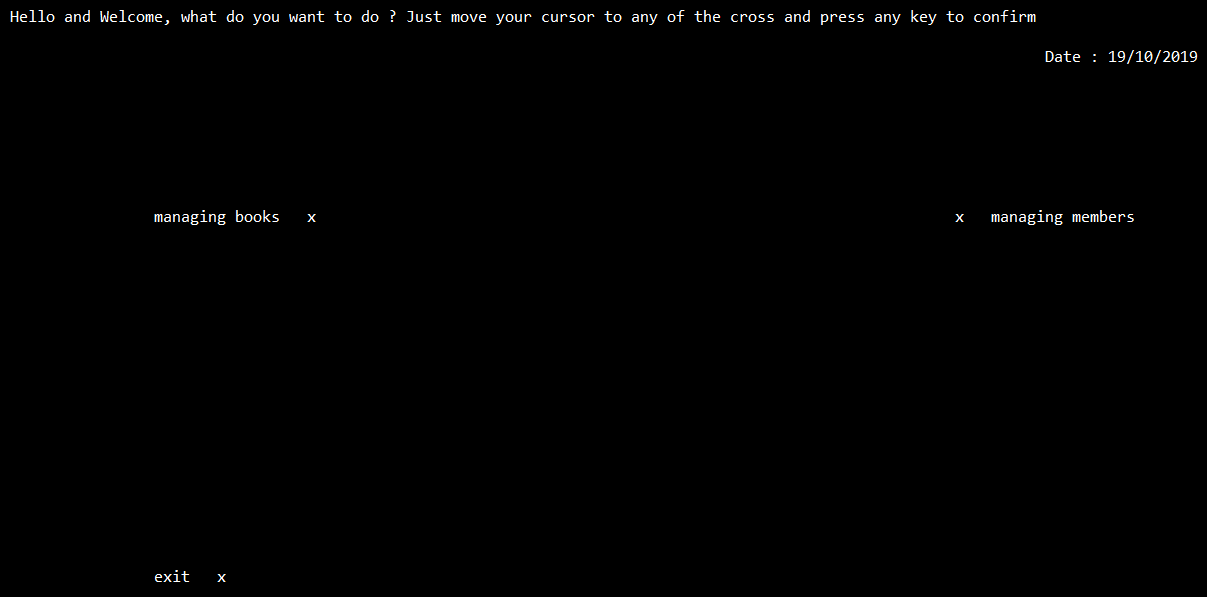 Hello and Welcome, what do you want to do ? Just move your cursor to any of the cross and press any key to confirm
Date : 19/10/2019
managing books x x managing members
exit x